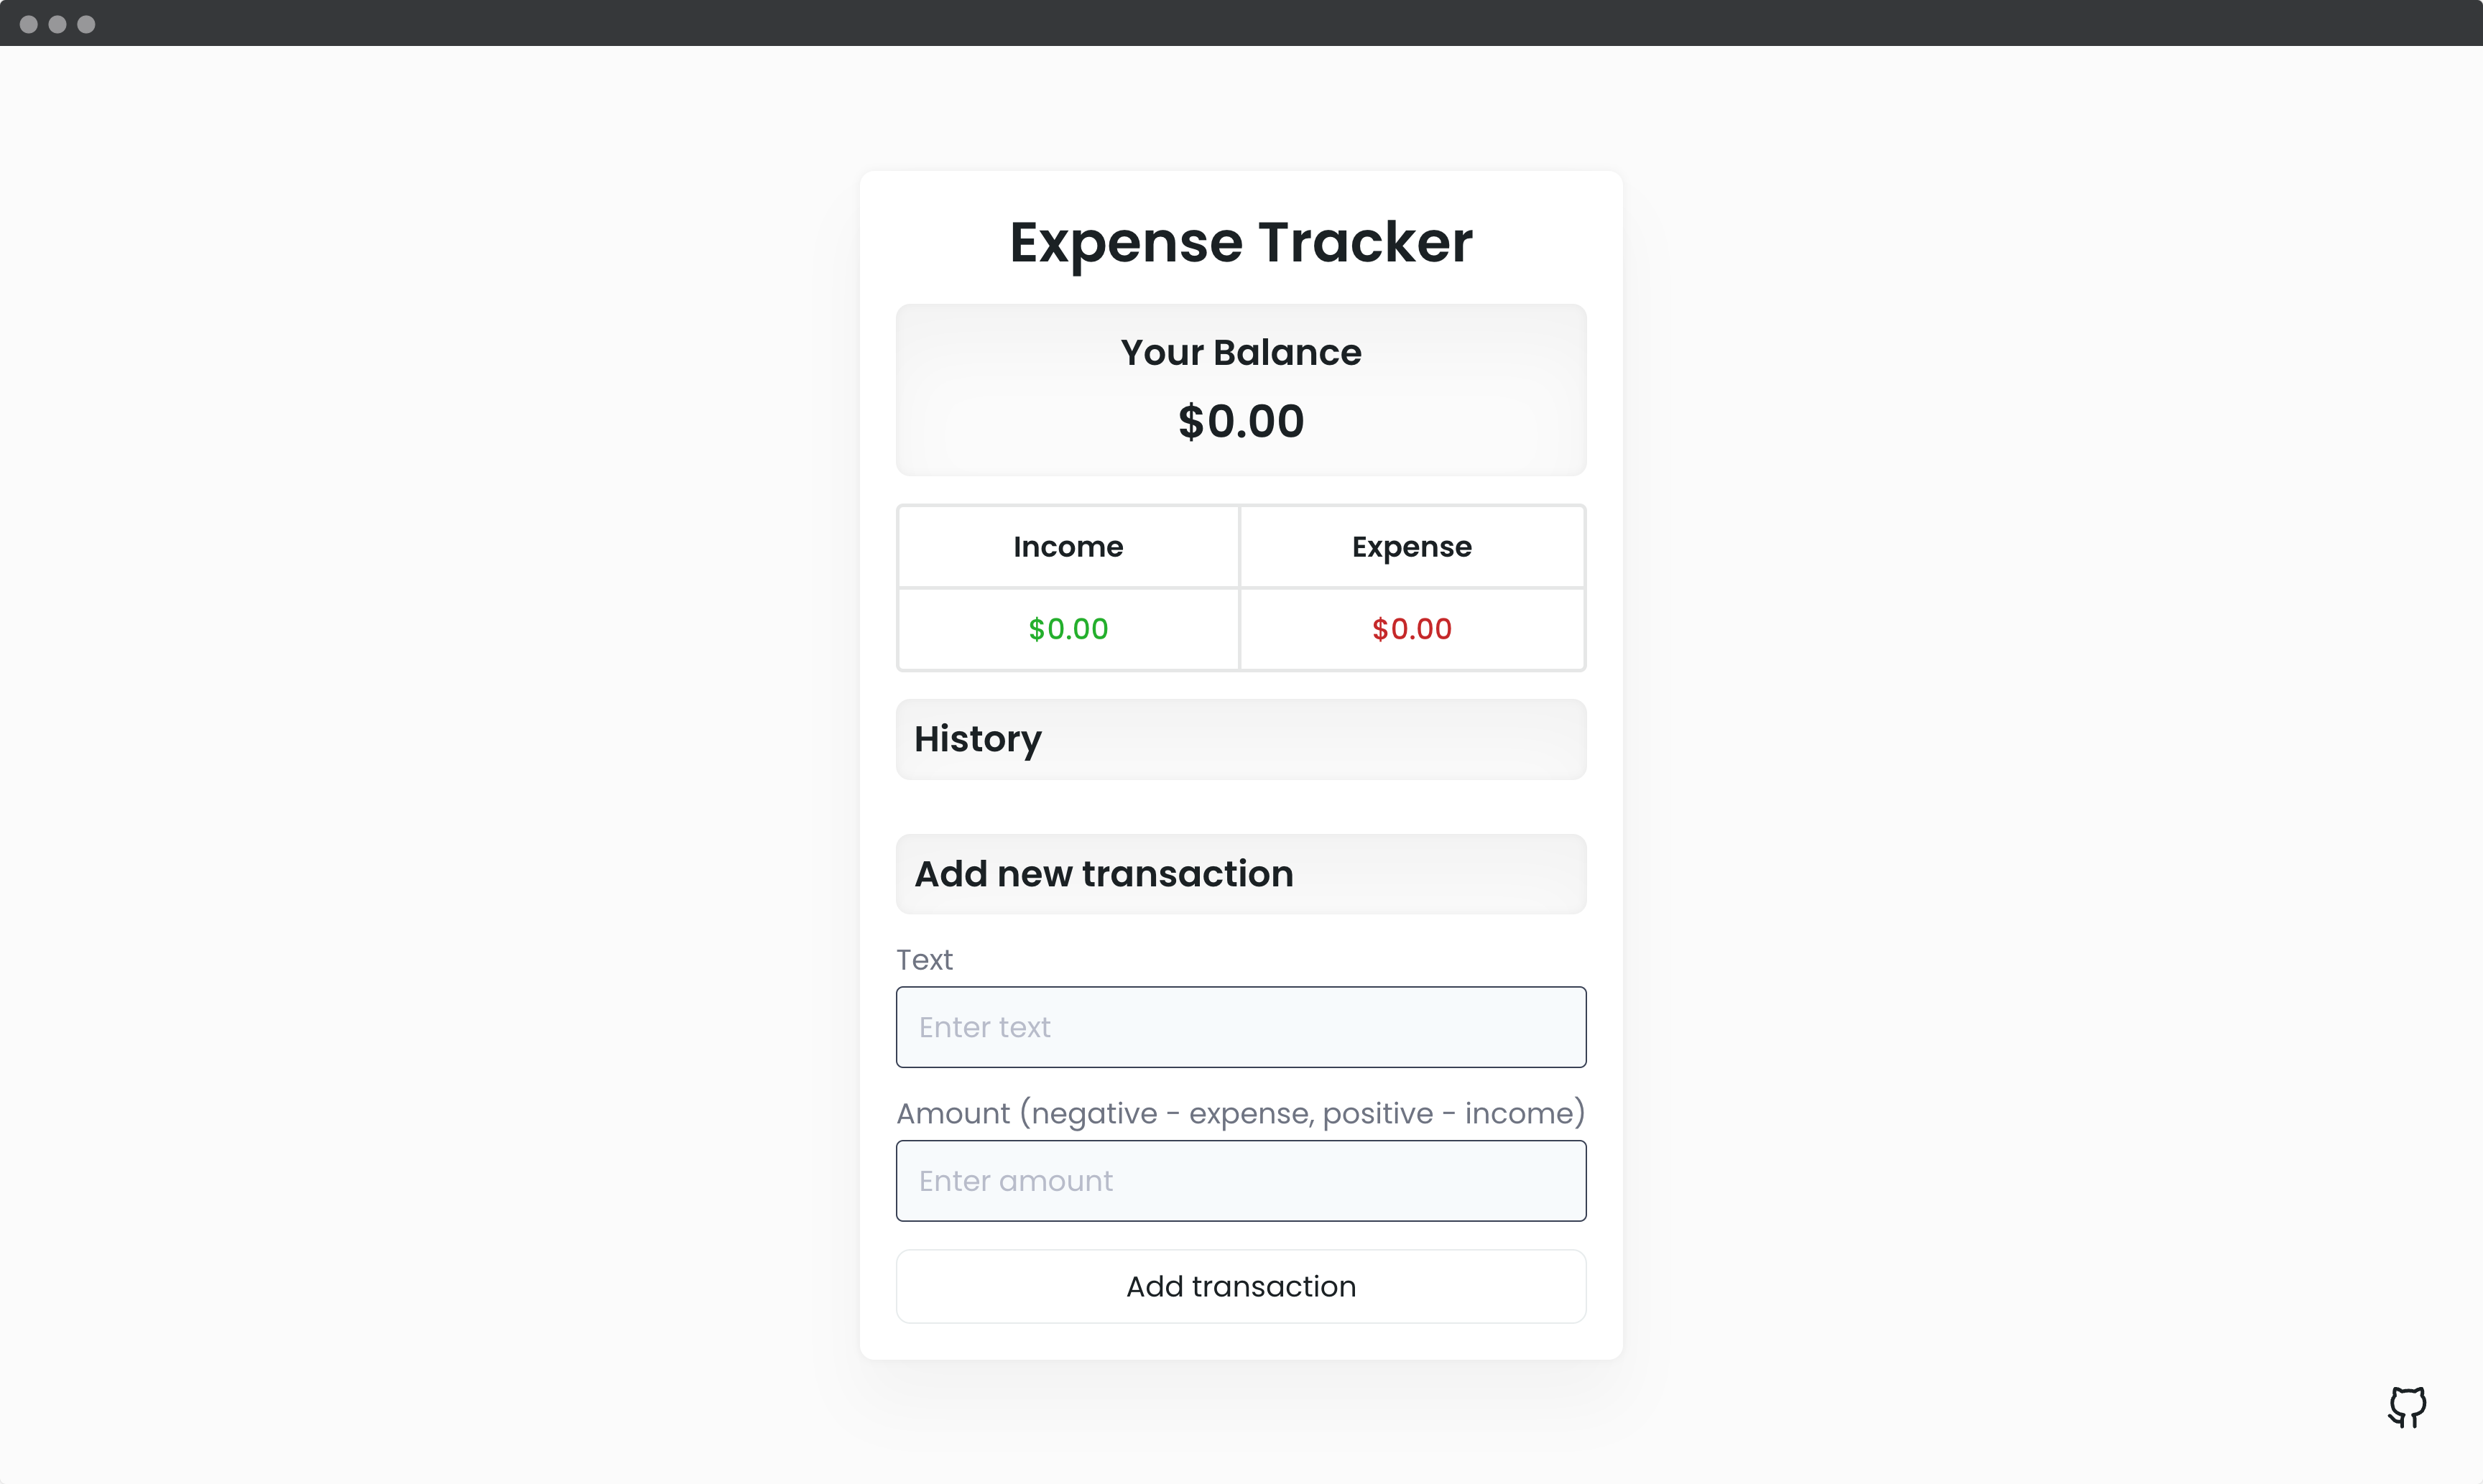 Expense Tracker
Your Balance
$0.00
Income Expense
$0.00 $0.00
History
Add new transaction
Text
Enter text
Amount (negative - expense, positive - income)
Enter amount
Add transaction